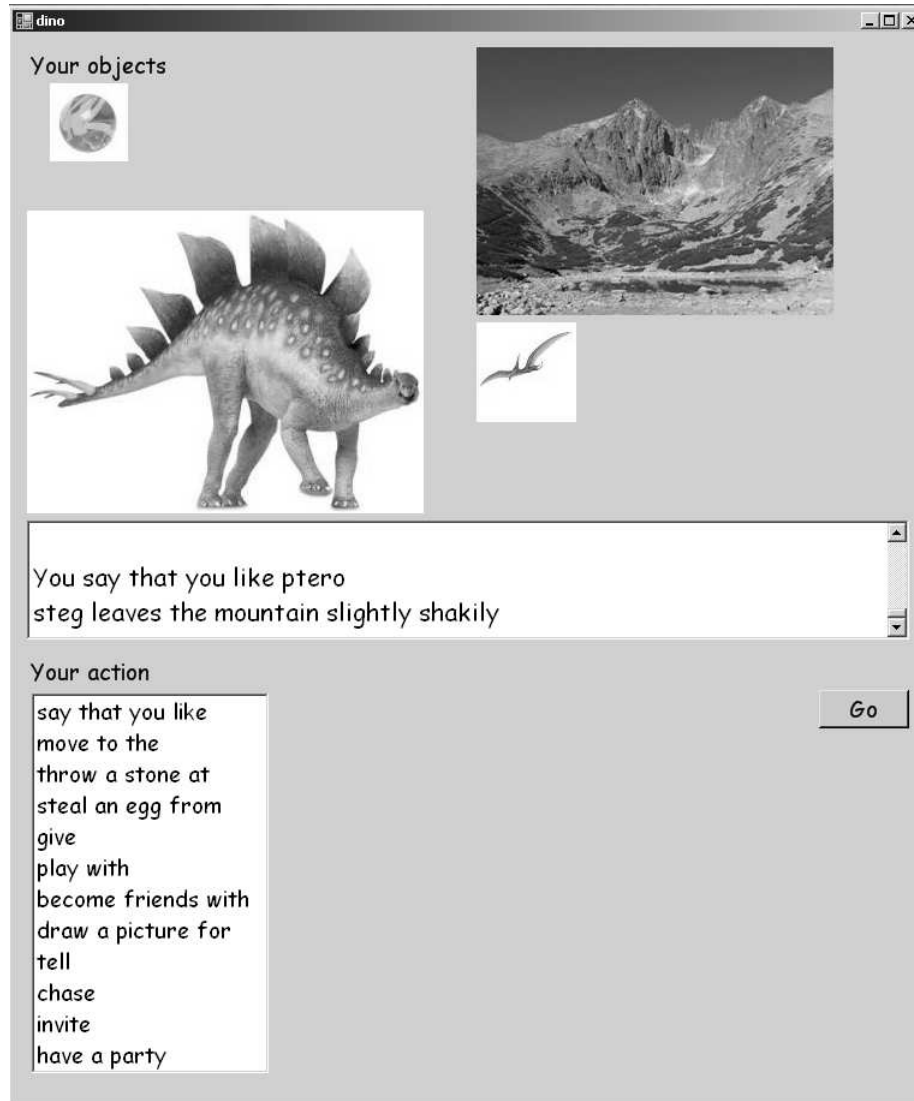 dino
Your objects
You say that you like ptero
steg leaves the mountain slightly shakily
Your action
say that you like
move to the
throw a stone at
steal an egg from
give
play with
become friends with
draw a picture for
tell
chase
invite
have a party
Go